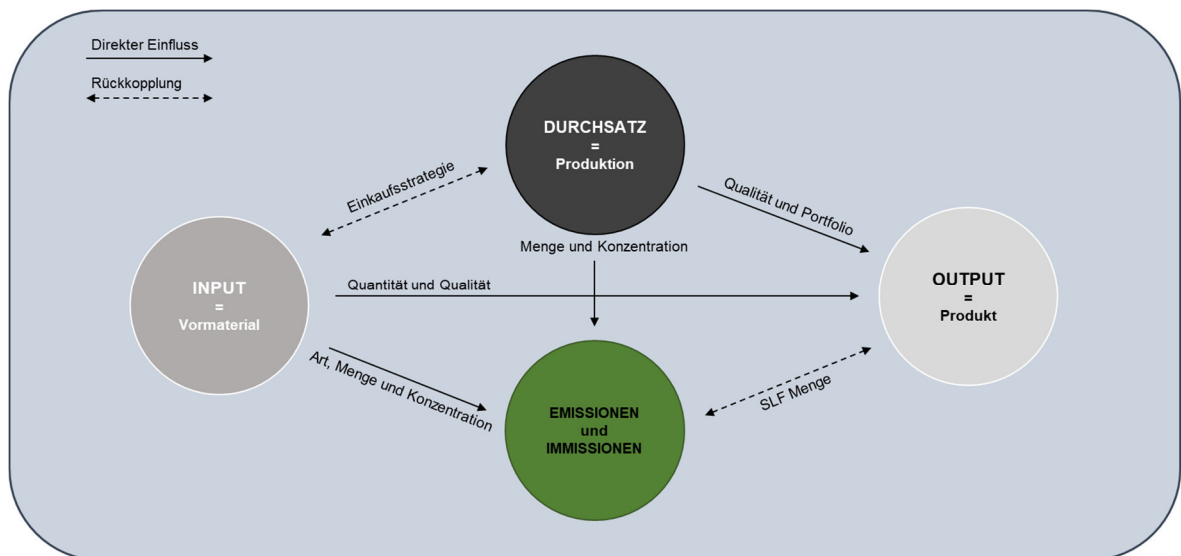 Direkter Einfluss
Rückkopplung
DURCHSATZ
=
Produktion
Einkaufsstrategie
Qualität und Portfolio
Menge und Konzentration
INPUT
=
Vormaterial
Quantität und Qualität
OUTPUT
=
Produkt
Art, Menge und Konzentration
EMISSIONEN
und
IMMISSIONEN
SLF Menge